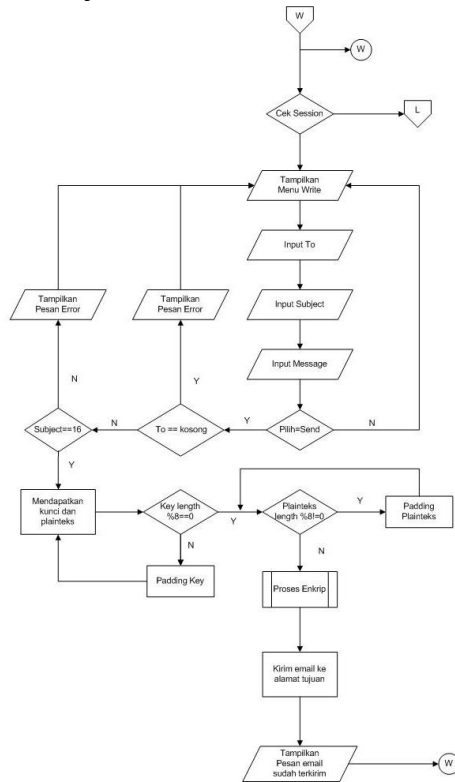 W
W
Cek Session
L
Tampilkan
Menu Write
Input To
Tampilkan
Pesan Error
Tampilkan
Pesan Error
Input Subject
Input Message
N
Y
Subject==16
N
To == kosong
Y
Pilih=Send
N
Y
Mendapatkan
kunci dan
plainteks
Key length
%8==0
Y
Plainteks
length %8!=0
Y
Padding
Plainteks
N
N
Padding Key
Proses Enkrip
Kirim email ke
alamat tujuan
Tampilkan
Pesan email
sudah terkirim
W